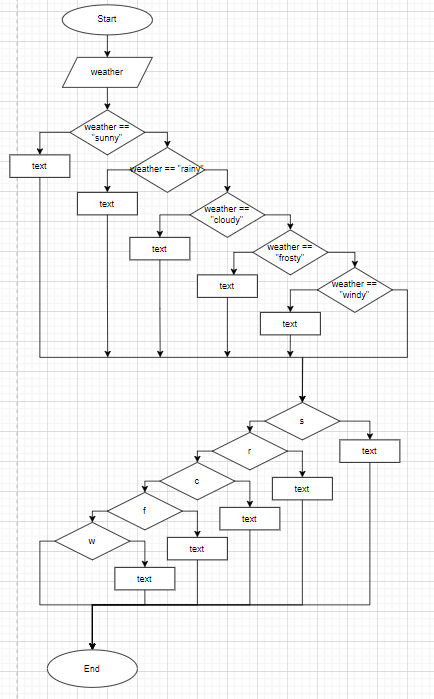 Start
weather
weather ==
"sunny"
text
weather == "rainy"
text
weather ==
"cloudy"
text
weather ==
"frosty"
text
weather ==
"windy"
text
s
text
r
text
c
text
f
text
w
text
End